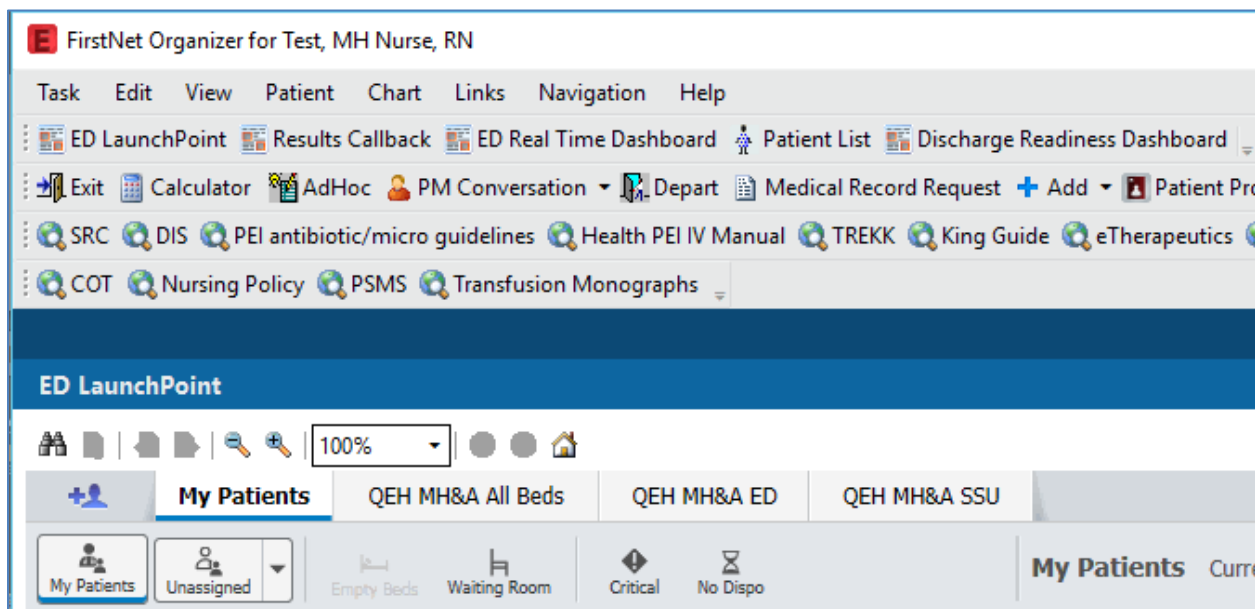 E FirstNet Organizer for Test, MH Nurse, RN
Task Edit View Patient Chart Links Navigation Help
ED LaunchPoint Results Callback ED Real Time Dashboard Patient List Discharge Readiness Dashboard
Exit Calculator AdHoc PM Conversation Depart Medical Record Request Add Patient Pro
SRC DIS PEI antibiotic/micro guidelines Health PEI IV Manual TREKK King Guide eTherapeutics
COT Nursing Policy PSMS Transfusion Monographs
ED LaunchPoint
100%
My Patients QEH MH&A All Beds QEH MH&A ED QEH MH&A SSU
My Patients Unassigned Empty Beds Waiting Room Critical No Dispo My Patients Curre